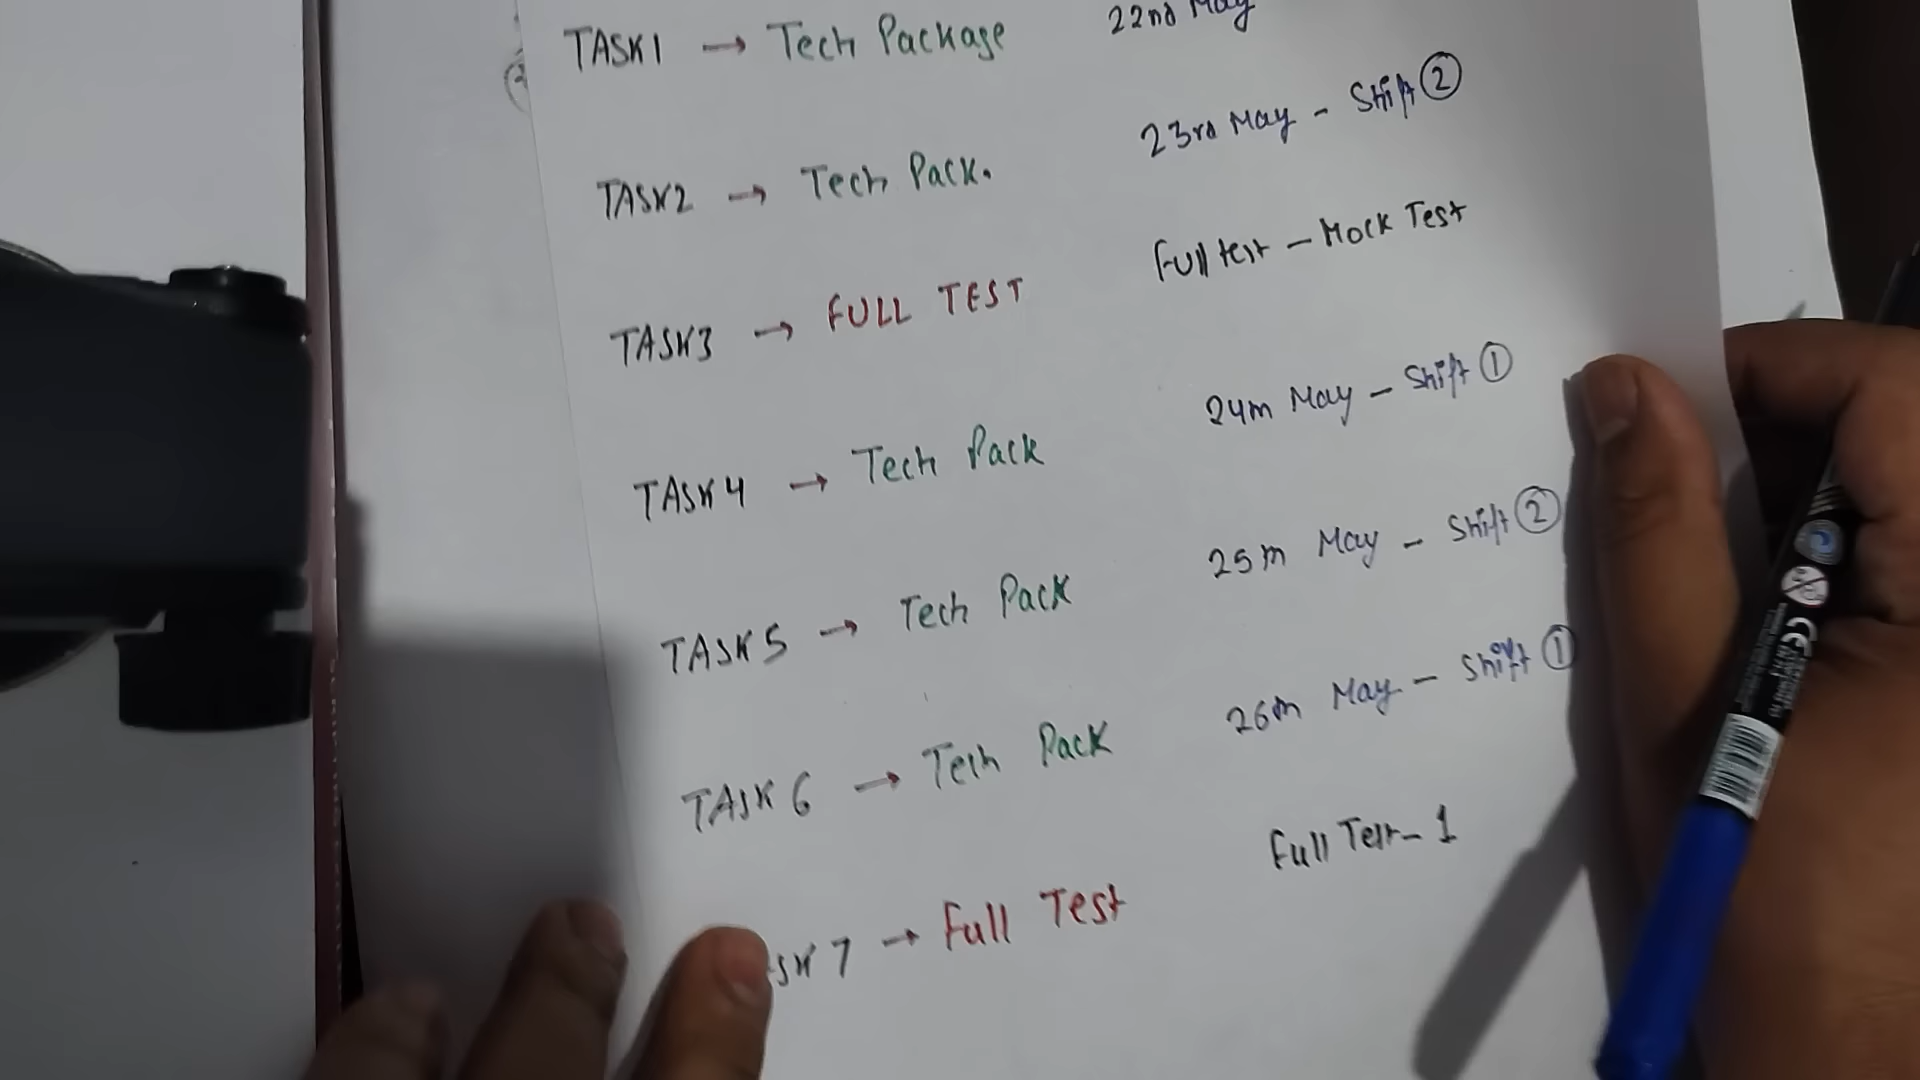 TASK1 → Tech Package 22nd May
TASK2 → Tech Pack. 23rd May - Shift ②
TASK3 → FULL TEST Full test - Mock Test
TASK4 → Tech Pack 24th May - Shift ①
TASK5 → Tech Pack 25th May - Shift ②
TASK6 → Tech Pack 26th May - Shift ①
ASK7 → Full Test Full Test - 1